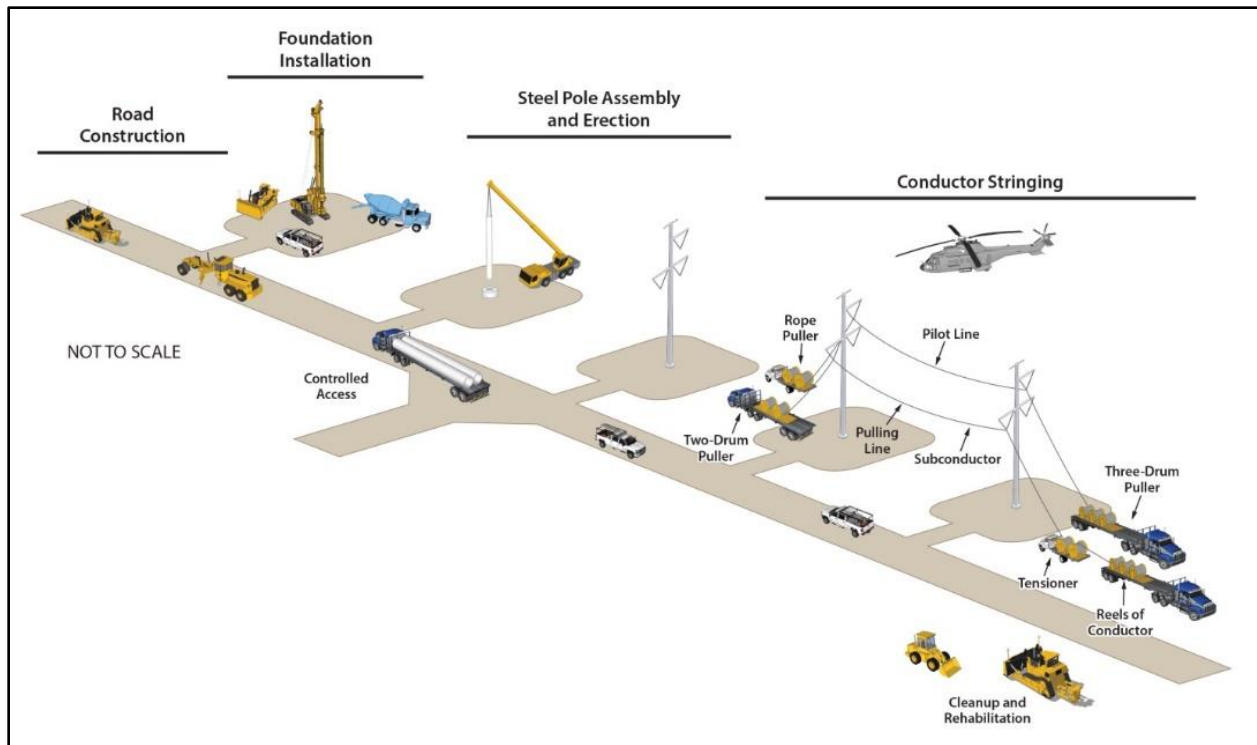 Foundation
Installation
Road
Construction
Steel Pole Assembly
and Erection
Conductor Stringing
NOT TO SCALE
Controlled
Access
Rope
Puller
Pilot Line
Two-Drum
Puller
Pulling
Line
Subconductor
Three-Drum
Puller
Tensioner
Reels of
Conductor
Cleanup and
Rehabilitation